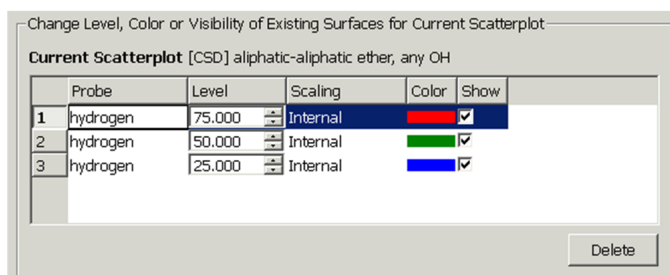 Change Level, Color or Visibility of Existing Surfaces for Current Scatterplot
Current Scatterplot [CSD] aliphatic-aliphatic ether, any OH
Probe Level Scaling Color Show
1 hydrogen 75.000 Internal
2 hydrogen 50.000 Internal
3 hydrogen 25.000 Internal
Delete